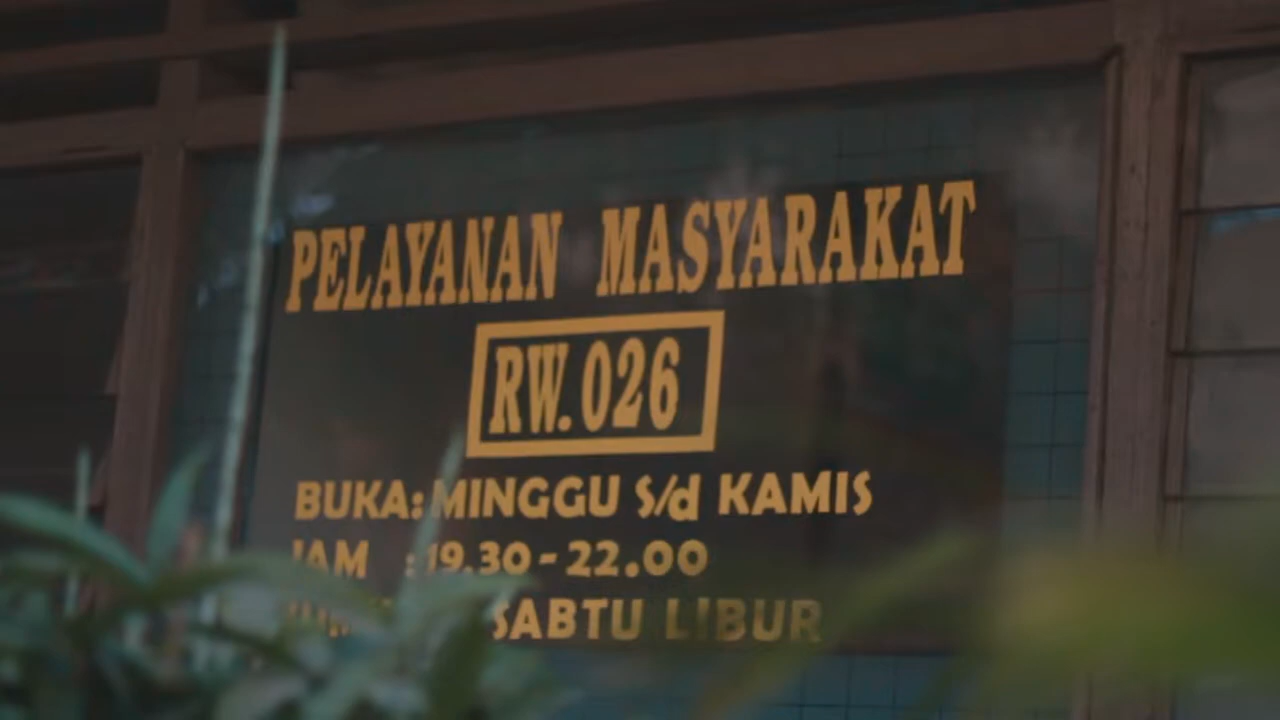 PELAYANAN MASYARAKAT
RW. 026
BUKA: MINGGU S/d KAMIS
JAM : 19.30 - 22.00
SABTU LIBUR